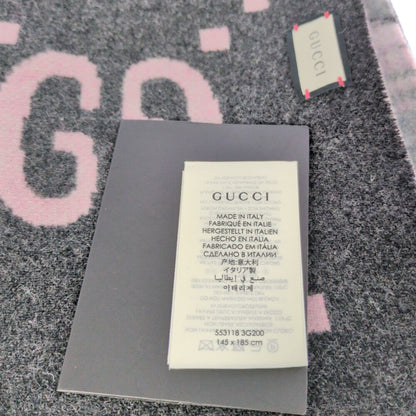 GUCCI
GG
GUCCI
MADE IN ITALY
FABRIQUÉ EN ITALIE
HERGESTELLT IN ITALIEN
HECHO EN ITALIA
FABRICADO EM ITÁLIA
СДЕЛАНО В ИТАЛИИ
产地:意大利
イタリア製
صنع في إيطاليا
이태리제
553118 3G200
145 x 185 cm